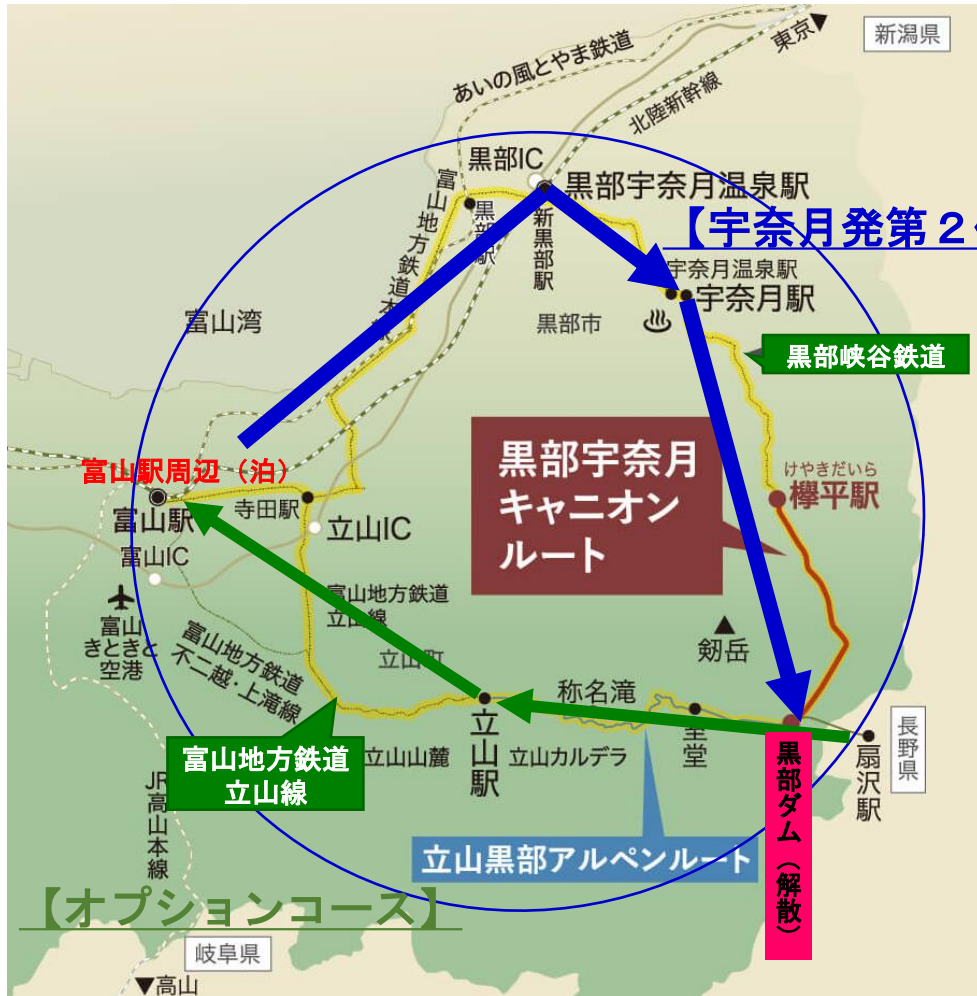 東京▶
新潟県
あいの風とやま鉄道
北陸新幹線
黒部IC
黒部宇奈月温泉駅
富山地方鉄道本
黒部駅
新黒部駅
【宇奈月発第２
宇奈月温泉駅
宇奈月駅
富山湾
黒部市
黒部峡谷鉄道
黒部宇奈月
キャニオン
ルート
けやきだいら
欅平駅
富山駅周辺（泊）
富山駅
寺田駅
立山IC
富山IC
富山
きときと
空港
富山地方鉄道
立山線
富山地方鉄道
不二越・上滝線
立山町
▲
剱岳
称名滝
室堂
立山駅
立山山麓
立山カルデラ
扇沢駅
長野県
富山地方鉄道
立山線
黒部ダム（解散）
JR高山本線
立山黒部アルペンルート
【オプションコース】
岐阜県
▼高山